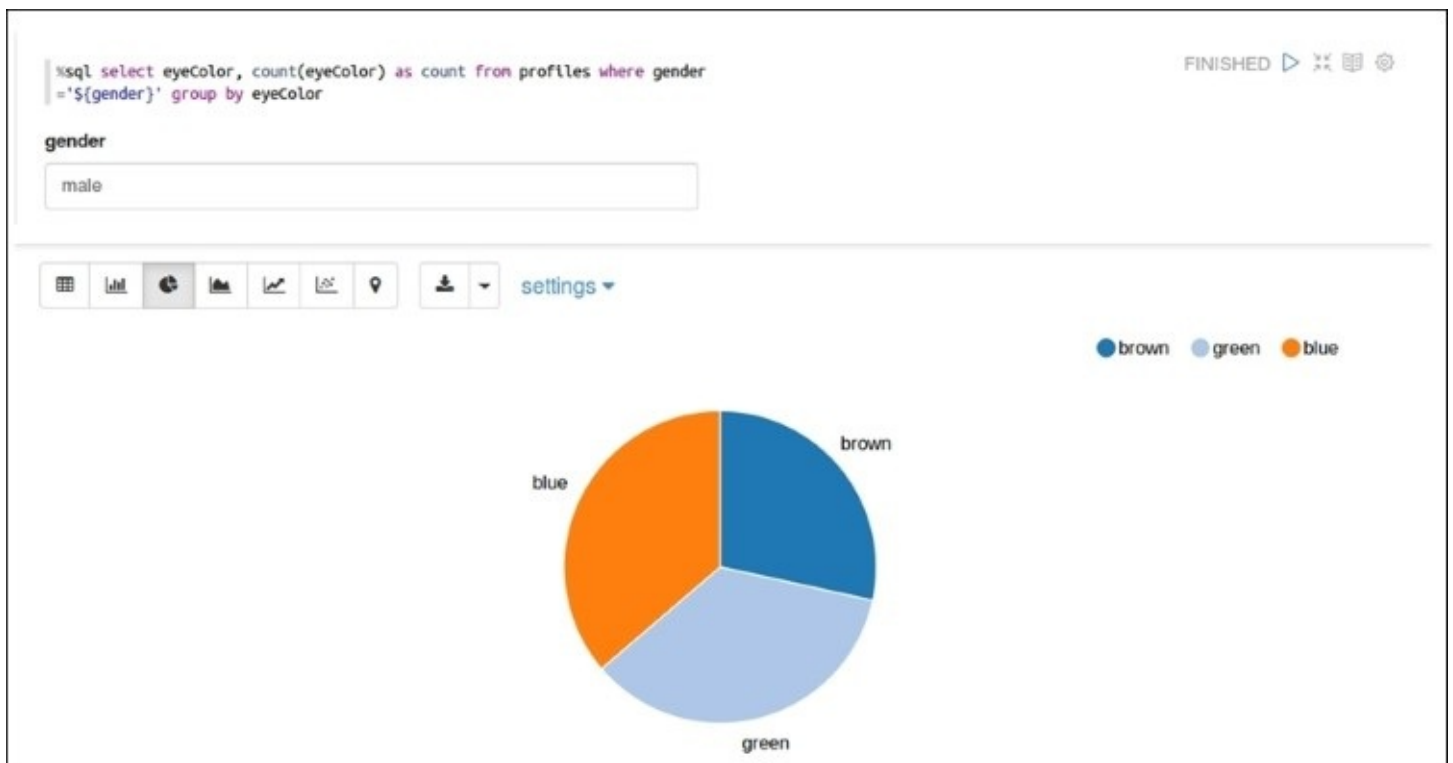 %sql select eyeColor, count(eyeColor) as count from profiles where gender
='${gender}' group by eyeColor
FINISHED
gender
male
settings
brown green blue
brown
blue
green